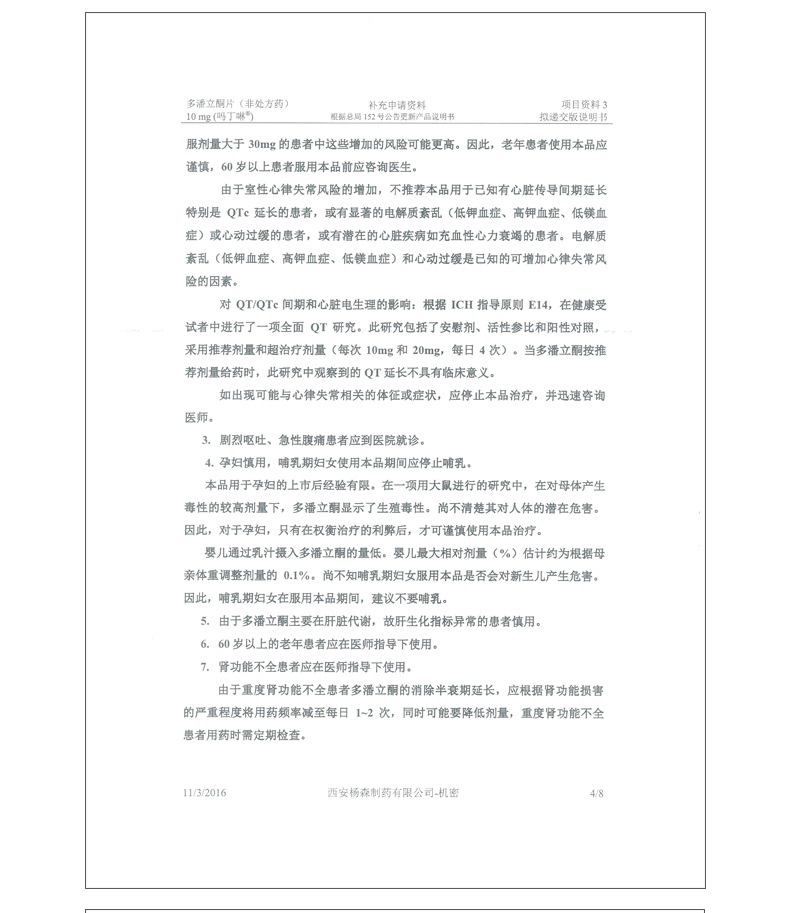 多潘立酮片（非处方药） 补充申请资料 项目资料 3
10 mg (吗丁啉®) 根据总局 152 号公告更新产品说明书 拟递交版说明书
服剂量大于 30mg 的患者中这些增加的风险可能更高。因此，老年患者使用本品应
谨慎，60 岁以上患者服用本品前应咨询医生。
由于室性心律失常风险的增加，不推荐本品用于已知有心脏传导间期延长
特别是 QTc 延长的患者，或有显著的电解质紊乱（低钾血症、高钾血症、低镁血
症）或心动过缓的患者，或有潜在的心脏疾病如充血性心力衰竭的患者。电解质
紊乱（低钾血症、高钾血症、低镁血症）和心动过缓是已知的可增加心律失常风
险的因素。
对 QT/QTc 间期和心脏电生理的影响：根据 ICH 指导原则 E14，在健康受
试者中进行了一项全面 QT 研究。此研究包括了安慰剂、活性参比和阳性对照，
采用推荐剂量和超治疗剂量（每次 10mg 和 20mg，每日 4 次）。当多潘立酮按推
荐剂量给药时，此研究中观察到的 QT 延长不具有临床意义。
如出现可能与心律失常相关的体征或症状，应停止本品治疗，并迅速咨询
医师。
3. 剧烈呕吐、急性腹痛患者应到医院就诊。
4. 孕妇慎用，哺乳期妇女使用本品期间应停止哺乳。
本品用于孕妇的上市后经验有限。在一项用大鼠进行的研究中，在对母体产生
毒性的较高剂量下，多潘立酮显示了生殖毒性。尚不清楚其对人体的潜在危害。
因此，对于孕妇，只有在权衡治疗的利弊后，才可谨慎使用本品治疗。
婴儿通过乳汁摄入多潘立酮的量低。婴儿最大相对剂量（%）估计约为根据母
亲体重调整剂量的 0.1%。尚不知哺乳期妇女服用本品是否会对新生儿产生危害。
因此，哺乳期妇女在服用本品期间，建议不要哺乳。
5. 由于多潘立酮主要在肝脏代谢，故肝生化指标异常的患者慎用。
6. 60 岁以上的老年患者应在医师指导下使用。
7. 肾功能不全患者应在医师指导下使用。
由于重度肾功能不全患者多潘立酮的消除半衰期延长，应根据肾功能损害
的严重程度将用药频率减至每日 1~2 次，同时可能要降低剂量，重度肾功能不全
患者用药时需定期检查。
11/3/2016 西安杨森制药有限公司-机密 4/8